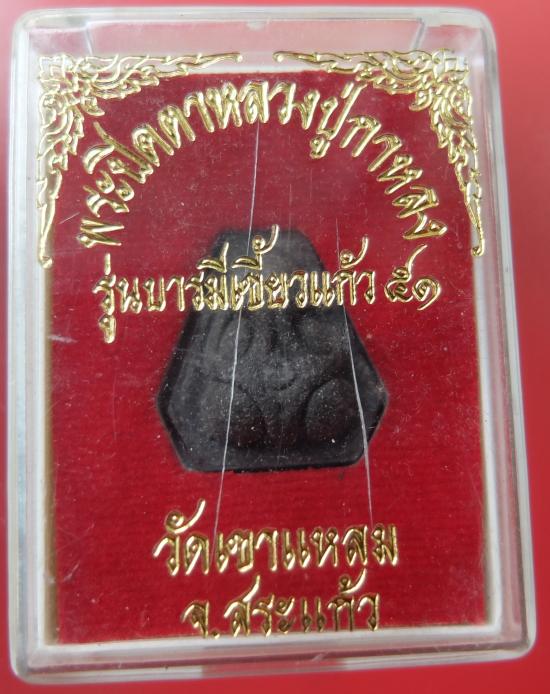 พระปิดตาหลวงปู่กาหลง
รุ่นบารมีเขี้ยวแก้ว ๕๑
วัดเขาแหลม
จ.สระแก้ว